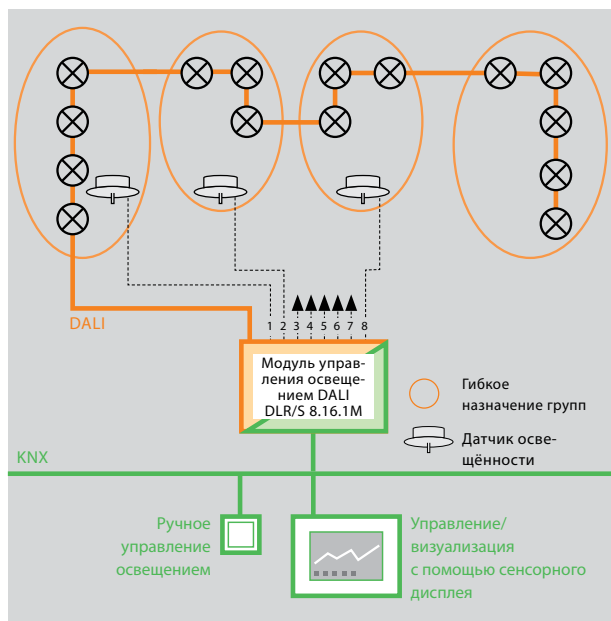 DALI
1 2 3 4 5 6 7 8
Модуль управ-
ления освеще-
нием DALI
DLR/S 8.16.1M
Гибкое
назначение групп
Датчик осве-
щённости
KNX
Ручное
управление
освещением
Управление/
визуализация
с помощью сенсорного
дисплея